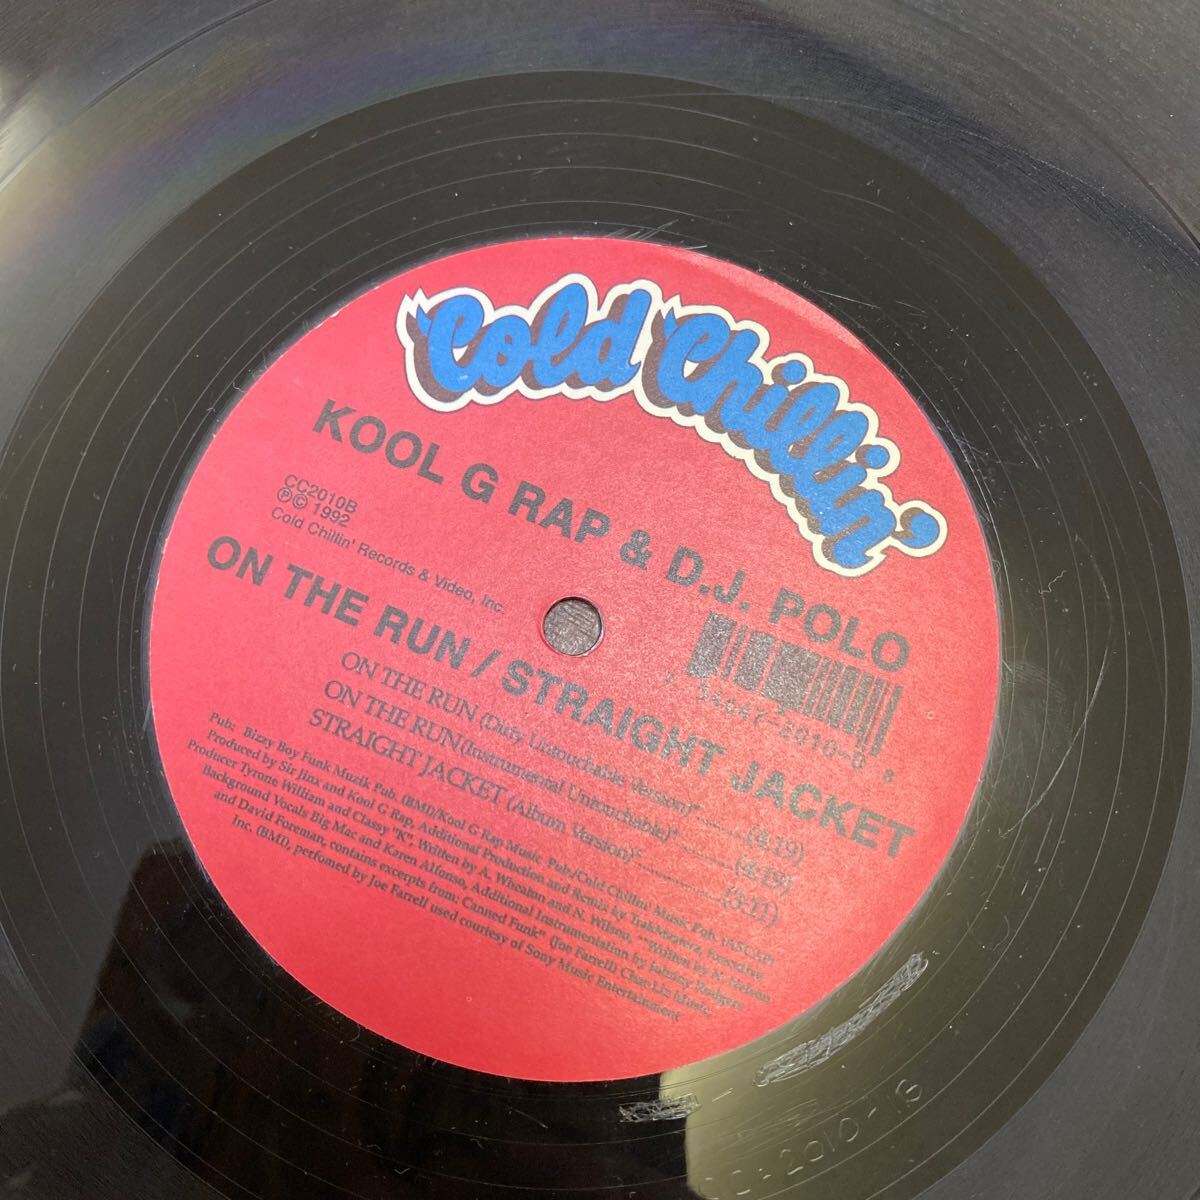 Cold Chillin'
KOOL G RAP & D.J. POLO
CC2010B
℗© 1992
Cold Chillin' Records & Video, Inc.
ON THE RUN / STRAIGHT JACKET
ON THE RUN (Dirty Untouchable Version)*..........(4:19)
ON THE RUN (Instrumental Untouchable)*..........(4:19)
STRAIGHT JACKET (Album Version)..........(3:11)
Pub: Bizzy Boy Funk Muzik Pub. (BMI)/Kool G Rap Music Pub./Cold Chillin' Music Pub. (ASCAP)
Produced by Sir Jinx and Kool G Rap, Additional Production and Remix by TrakMasterz, Executive
Producer Tyrone William and Classy "K", Written by A. Wheaton and N. Wilson, **Written by N.
Background Vocals Big Mac and Karen Alfonso, Additional Instrumentation by Johnny Rodgers
and David Foreman, contains excerpts from: Canned Funk" (Joe Farrell) Char-Liz Music,
Inc. (BMI), perfomed by Joe Farrell used courtesy of Sony Music Entertainment
2010-1G